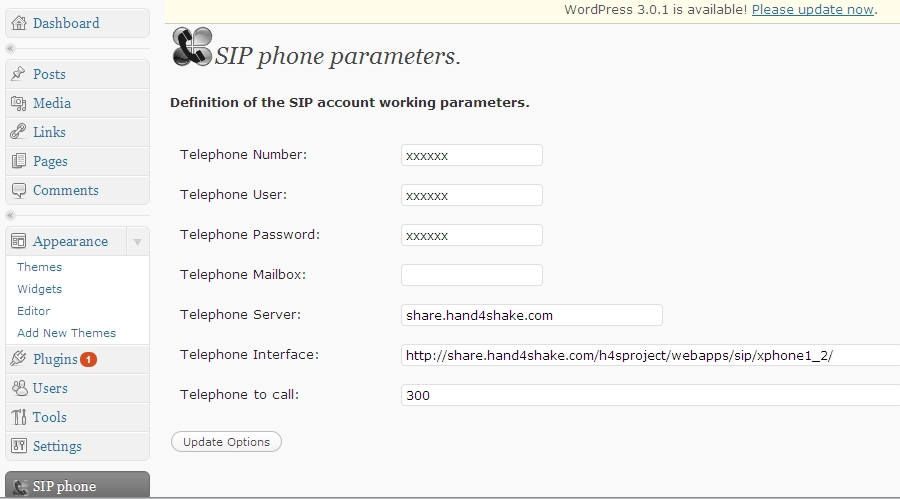 WordPress 3.0.1 is available! Please update now.
Dashboard
Posts
Media
Links
Pages
Comments
Appearance
Themes
Widgets
Editor
Add New Themes
Plugins 1
Users
Tools
Settings
SIP phone
SIP phone parameters.
Definition of the SIP account working parameters.
Telephone Number: xxxxxx
Telephone User: xxxxxx
Telephone Password: xxxxxx
Telephone Mailbox:
Telephone Server: share.hand4shake.com
Telephone Interface: http://share.hand4shake.com/h4sproject/webapps/sip/xphone1_2/
Telephone to call: 300
Update Options